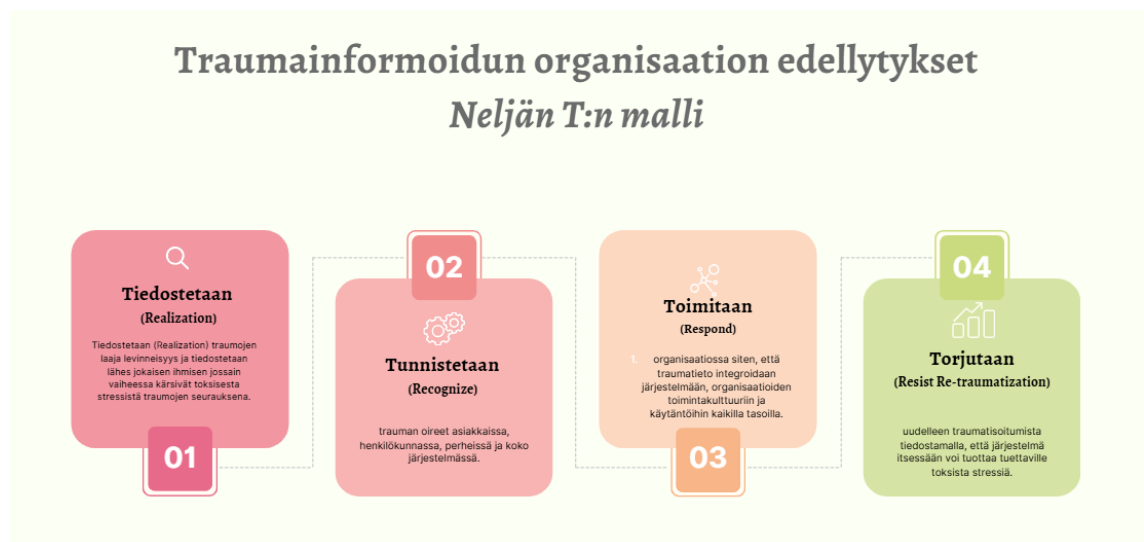 Traumainformoidun organisaation edellytykset
Neljän T:n malli
Tiedostetaan
(Realization)
Tiedostetaan (Realization) traumojen
laaja levinneisyys ja tiedostetaan
lähes jokaisen ihmisen jossain
vaiheessa kärsivät toksisesta
stressistä traumojen seurauksena.
01
02
Tunnistetaan
(Recognize)
trauman oireet asiakkaissa,
henkilökunnassa, perheissä ja koko
järjestelmässä.
Toimitaan
(Respond)
1. organisaatiossa siten, että
traumatieto integroidaan
järjestelmään, organisaatioiden
toimintakulttuuriin ja
käytäntöihin kaikilla tasoilla.
03
04
Torjutaan
(Resist Re-traumatization)
uudelleen traumatisoitumista
tiedostamalla, että järjestelmä
itsessään voi tuottaa tuettaville
toksista stressiä.